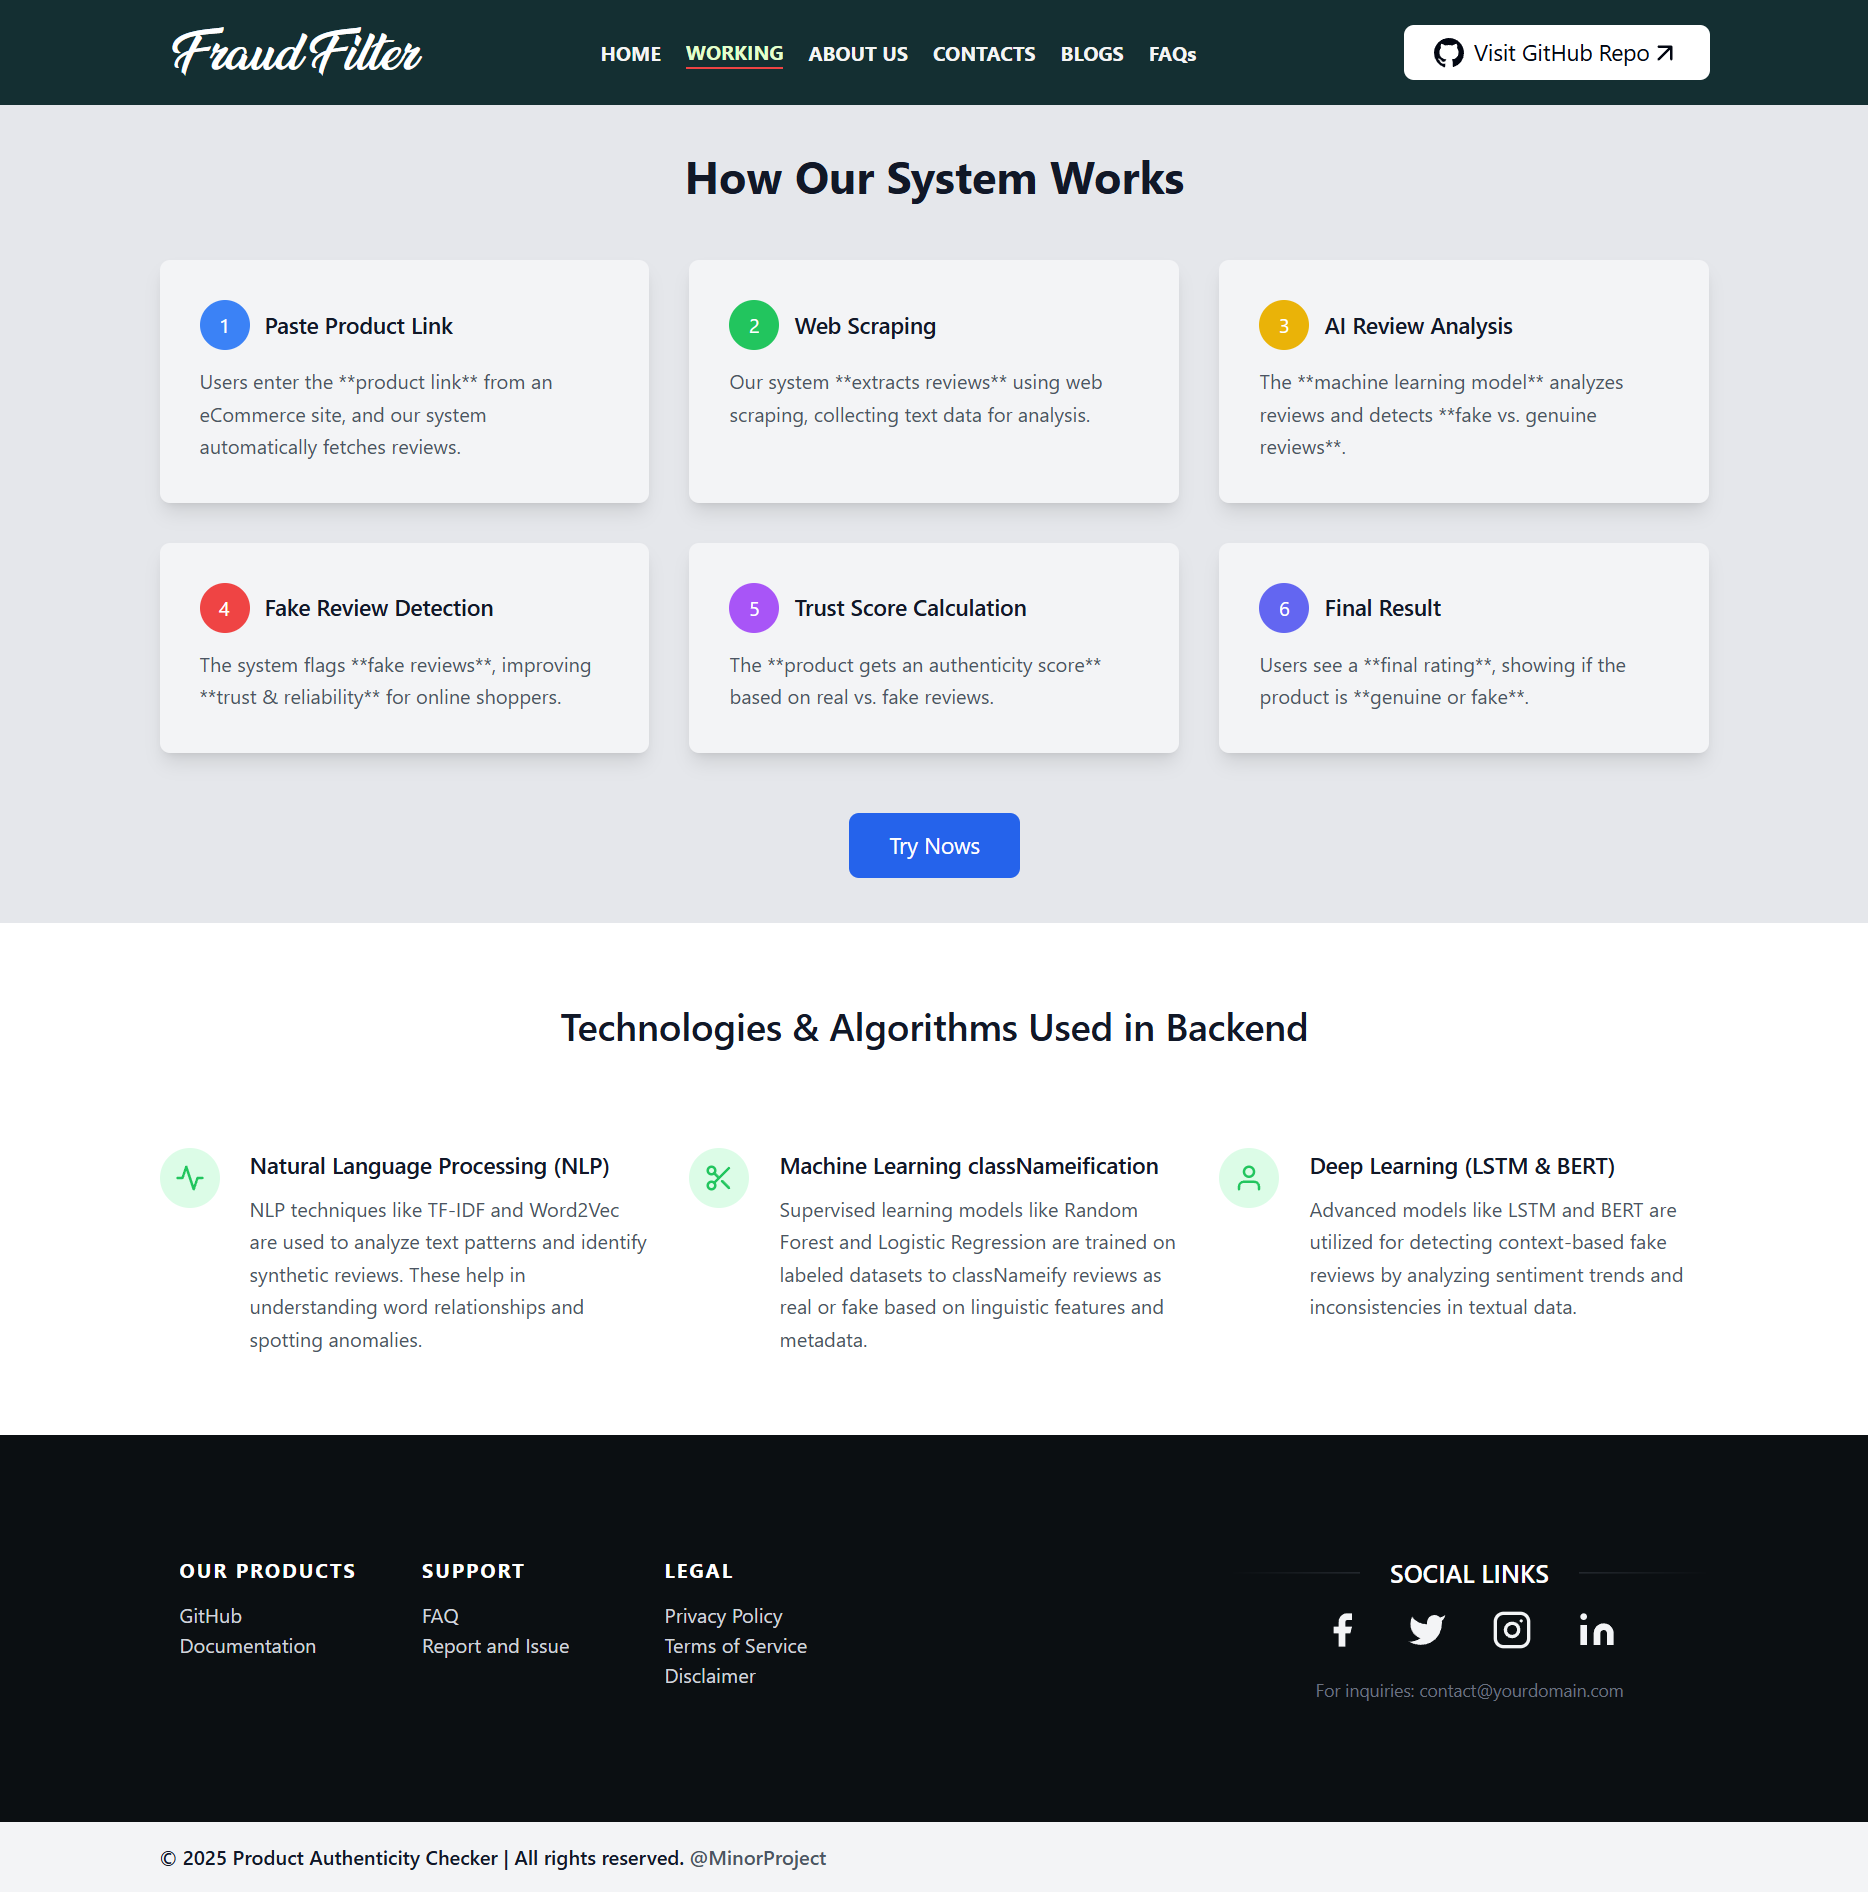 Fraud Filter
HOME WORKING ABOUT US CONTACTS BLOGS FAQs
Visit GitHub Repo
How Our System Works
1 Paste Product Link
Users enter the **product link** from an
eCommerce site, and our system
automatically fetches reviews.
2 Web Scraping
Our system **extracts reviews** using web
scraping, collecting text data for analysis.
3 AI Review Analysis
The **machine learning model** analyzes
reviews and detects **fake vs. genuine
reviews**.
4 Fake Review Detection
The system flags **fake reviews**, improving
**trust & reliability** for online shoppers.
5 Trust Score Calculation
The **product gets an authenticity score**
based on real vs. fake reviews.
6 Final Result
Users see a **final rating**, showing if the
product is **genuine or fake**.
Try Nows
Technologies & Algorithms Used in Backend
Natural Language Processing (NLP)
NLP techniques like TF-IDF and Word2Vec
are used to analyze text patterns and identify
synthetic reviews. These help in
understanding word relationships and
spotting anomalies.
Machine Learning classNameification
Supervised learning models like Random
Forest and Logistic Regression are trained on
labeled datasets to classNameify reviews as
real or fake based on linguistic features and
metadata.
Deep Learning (LSTM & BERT)
Advanced models like LSTM and BERT are
utilized for detecting context-based fake
reviews by analyzing sentiment trends and
inconsistencies in textual data.
OUR PRODUCTS
GitHub
Documentation
SUPPORT
FAQ
Report and Issue
LEGAL
Privacy Policy
Terms of Service
Disclaimer
SOCIAL LINKS
For inquiries: contact@yourdomain.com
© 2025 Product Authenticity Checker | All rights reserved. @MinorProject